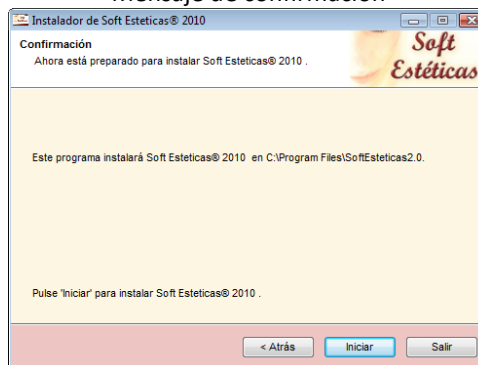 Mensaje de confirmación
Instalador de Soft Esteticas® 2010
Confirmación
Ahora está preparado para instalar Soft Esteticas® 2010 .
Soft
Estéticas
Este programa instalará Soft Esteticas® 2010 en C:\Program Files\SoftEsteticas2.0.
Pulse 'Iniciar' para instalar Soft Esteticas® 2010 .
< Atrás
Iniciar
Salir